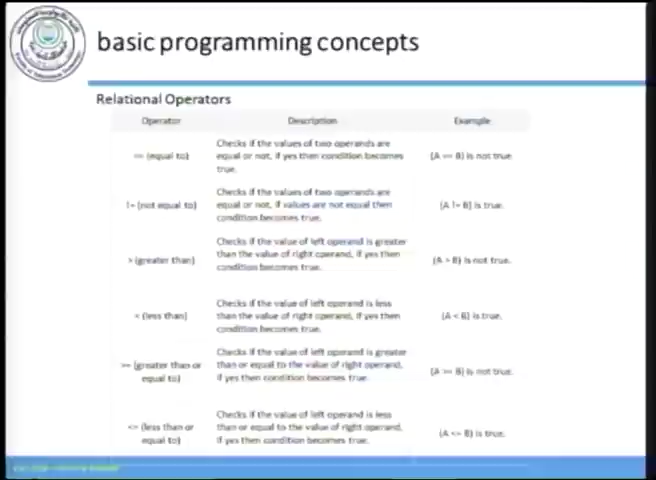 basic programming concepts
Relational Operators
Operator Description Example
== (equal to) Checks if the values of two operands are equal or not, if yes then condition becomes true. (A == B) is not true.
!= (not equal to) Checks if the values of two operands are equal or not, if values are not equal then condition becomes true. (A != B) is true.
> (greater than) Checks if the value of left operand is greater than the value of right operand, if yes then condition becomes true. (A > B) is not true.
< (less than) Checks if the value of left operand is less than the value of right operand, if yes then condition becomes true. (A < B) is true.
>= (greater than or equal to) Checks if the value of left operand is greater than or equal to the value of right operand, if yes then condition becomes true. (A >= B) is not true.
<= (less than or equal to) Checks if the value of left operand is less than or equal to the value of right operand, if yes then condition becomes true. (A <= B) is true.